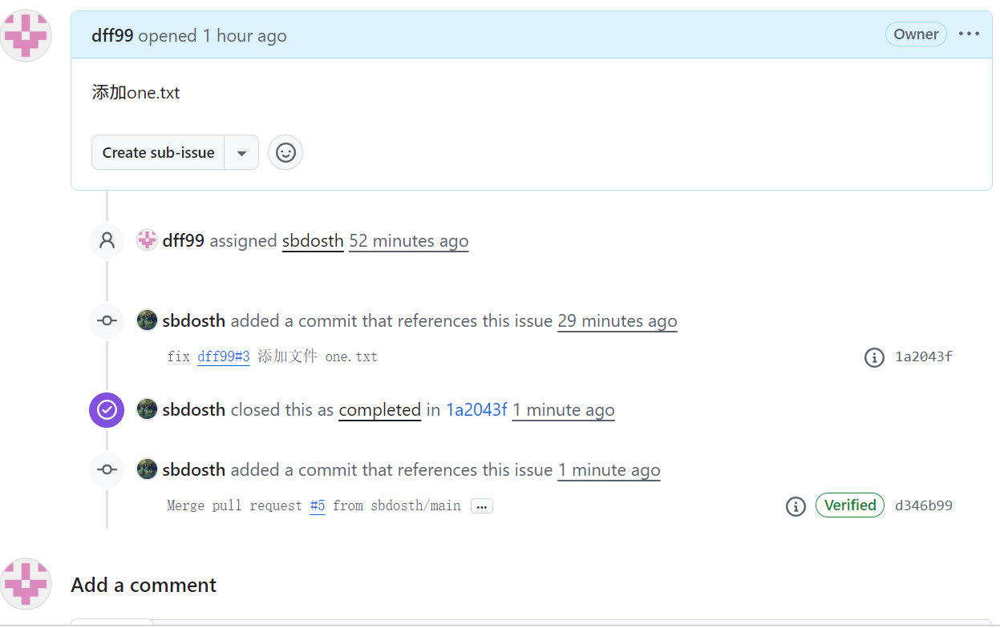 dff99 opened 1 hour ago Owner
添加one.txt
Create sub-issue
dff99 assigned sbdosth 52 minutes ago
sbdosth added a commit that references this issue 29 minutes ago
fix dff99#3 添加文件 one.txt 1a2043f
sbdosth closed this as completed in 1a2043f 1 minute ago
sbdosth added a commit that references this issue 1 minute ago
Merge pull request #5 from sbdosth/main ... Verified d346b99
Add a comment